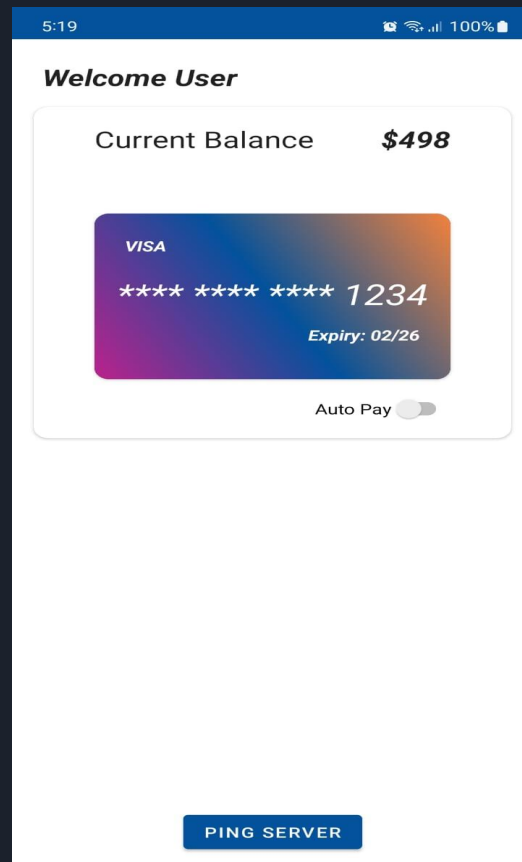 5:19 100%
Welcome User
Current Balance $498
VISA
**** **** **** 1234
Expiry: 02/26
Auto Pay
PING SERVER